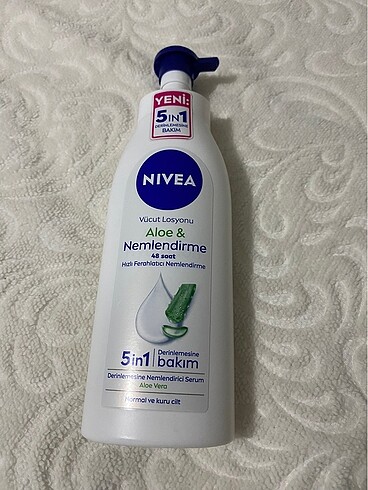 YENİ:
5IN1
DERİNLEMESİNE
BAKIM
NIVEA
Vücut Losyonu
Aloe &
Nemlendirme
48 saat
Hızlı Ferahlatıcı Nemlendirme
5in1 Derinlemesine
bakım
Derinlemesine Nemlendirici Serum
Aloe Vera
Normal ve kuru cilt